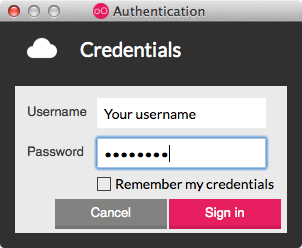 Authentication
Credentials
Username Your username
Password ••••••••
Remember my credentials
Cancel Sign in